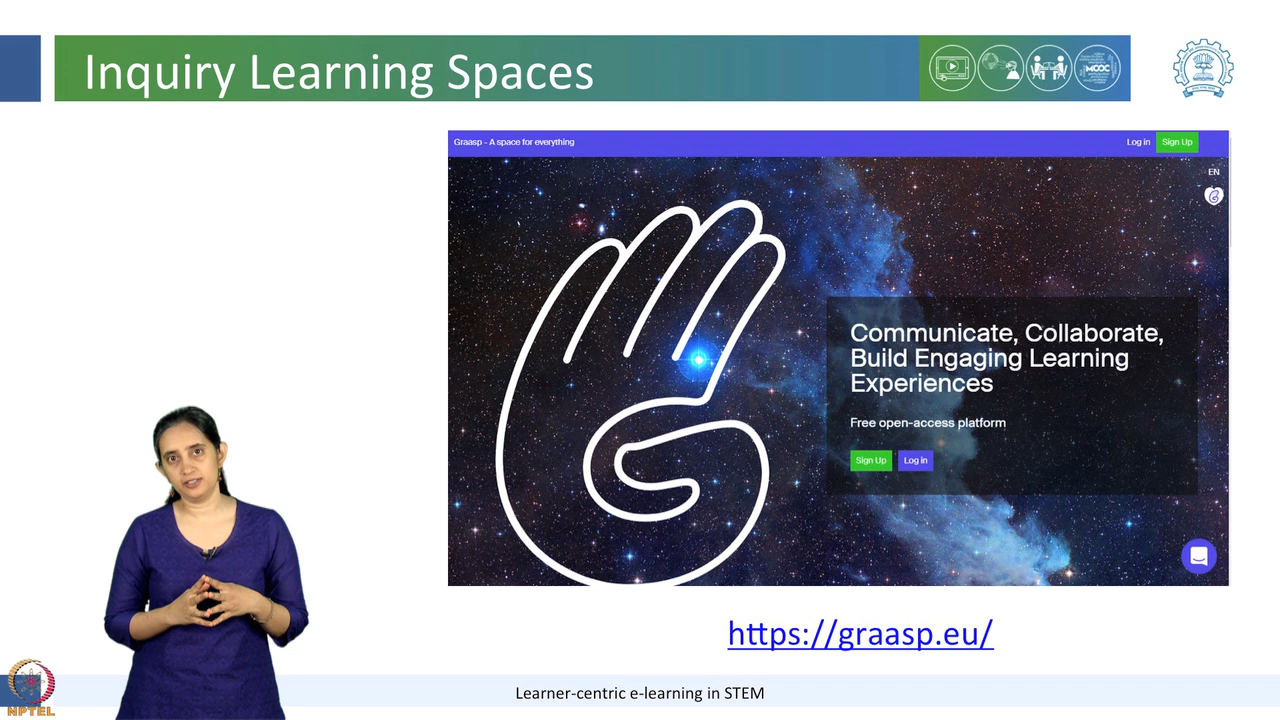 Inquiry Learning Spaces
MOOC
Graasp - A space for everything
Log in
Sign Up
EN
Communicate, Collaborate,
Build Engaging Learning
Experiences
Free open-access platform
Sign Up
Log in
https://graasp.eu/
Learner-centric e-learning in STEM
NPTEL